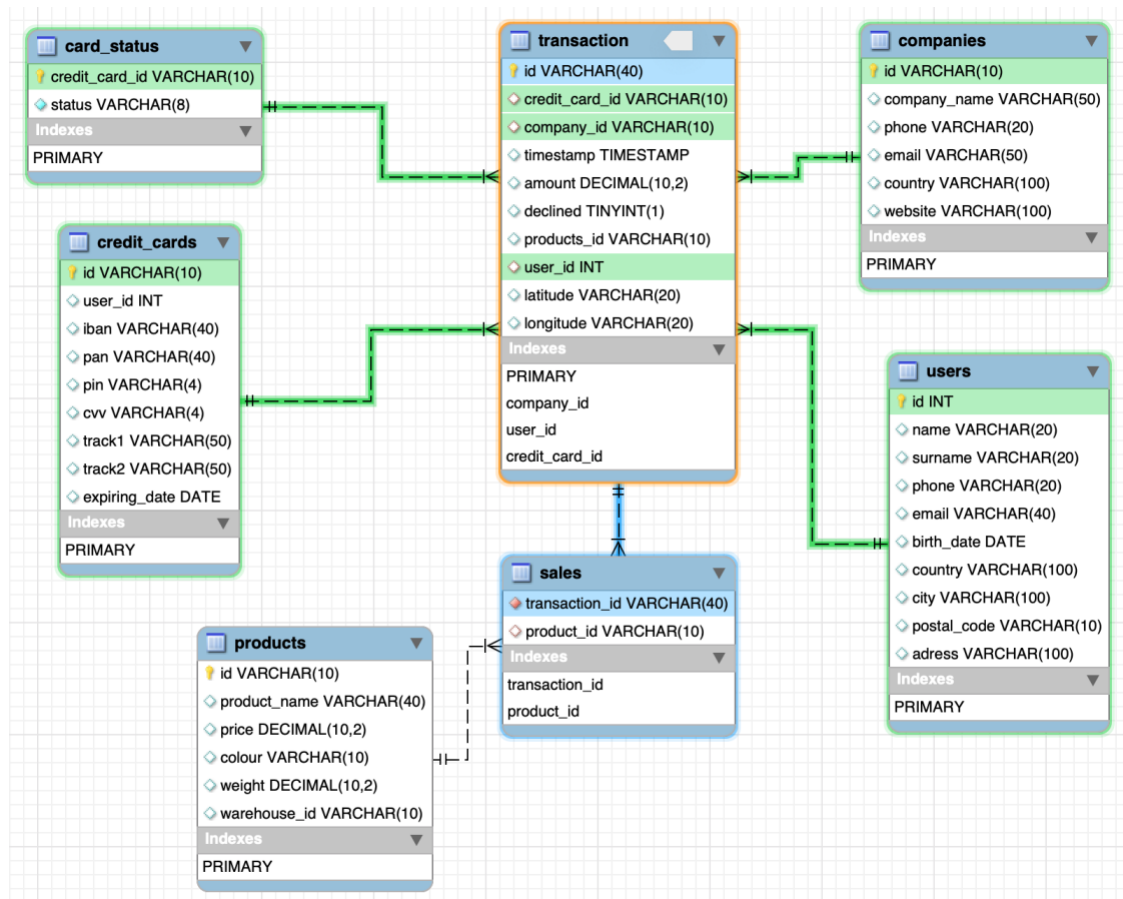 card_status
credit_card_id VARCHAR(10)
status VARCHAR(8)
Indexes
PRIMARY
credit_cards
id VARCHAR(10)
user_id INT
iban VARCHAR(40)
pan VARCHAR(40)
pin VARCHAR(4)
cvv VARCHAR(4)
track1 VARCHAR(50)
track2 VARCHAR(50)
expiring_date DATE
Indexes
PRIMARY
transaction
id VARCHAR(40)
credit_card_id VARCHAR(10)
company_id VARCHAR(10)
timestamp TIMESTAMP
amount DECIMAL(10,2)
declined TINYINT(1)
products_id VARCHAR(10)
user_id INT
latitude VARCHAR(20)
longitude VARCHAR(20)
Indexes
PRIMARY
company_id
user_id
credit_card_id
companies
id VARCHAR(10)
company_name VARCHAR(50)
phone VARCHAR(20)
email VARCHAR(50)
country VARCHAR(100)
website VARCHAR(100)
Indexes
PRIMARY
users
id INT
name VARCHAR(20)
surname VARCHAR(20)
phone VARCHAR(20)
email VARCHAR(40)
birth_date DATE
country VARCHAR(100)
city VARCHAR(100)
postal_code VARCHAR(10)
adress VARCHAR(100)
Indexes
PRIMARY
sales
transaction_id VARCHAR(40)
product_id VARCHAR(10)
Indexes
transaction_id
product_id
products
id VARCHAR(10)
product_name VARCHAR(40)
price DECIMAL(10,2)
colour VARCHAR(10)
weight DECIMAL(10,2)
warehouse_id VARCHAR(10)
Indexes
PRIMARY